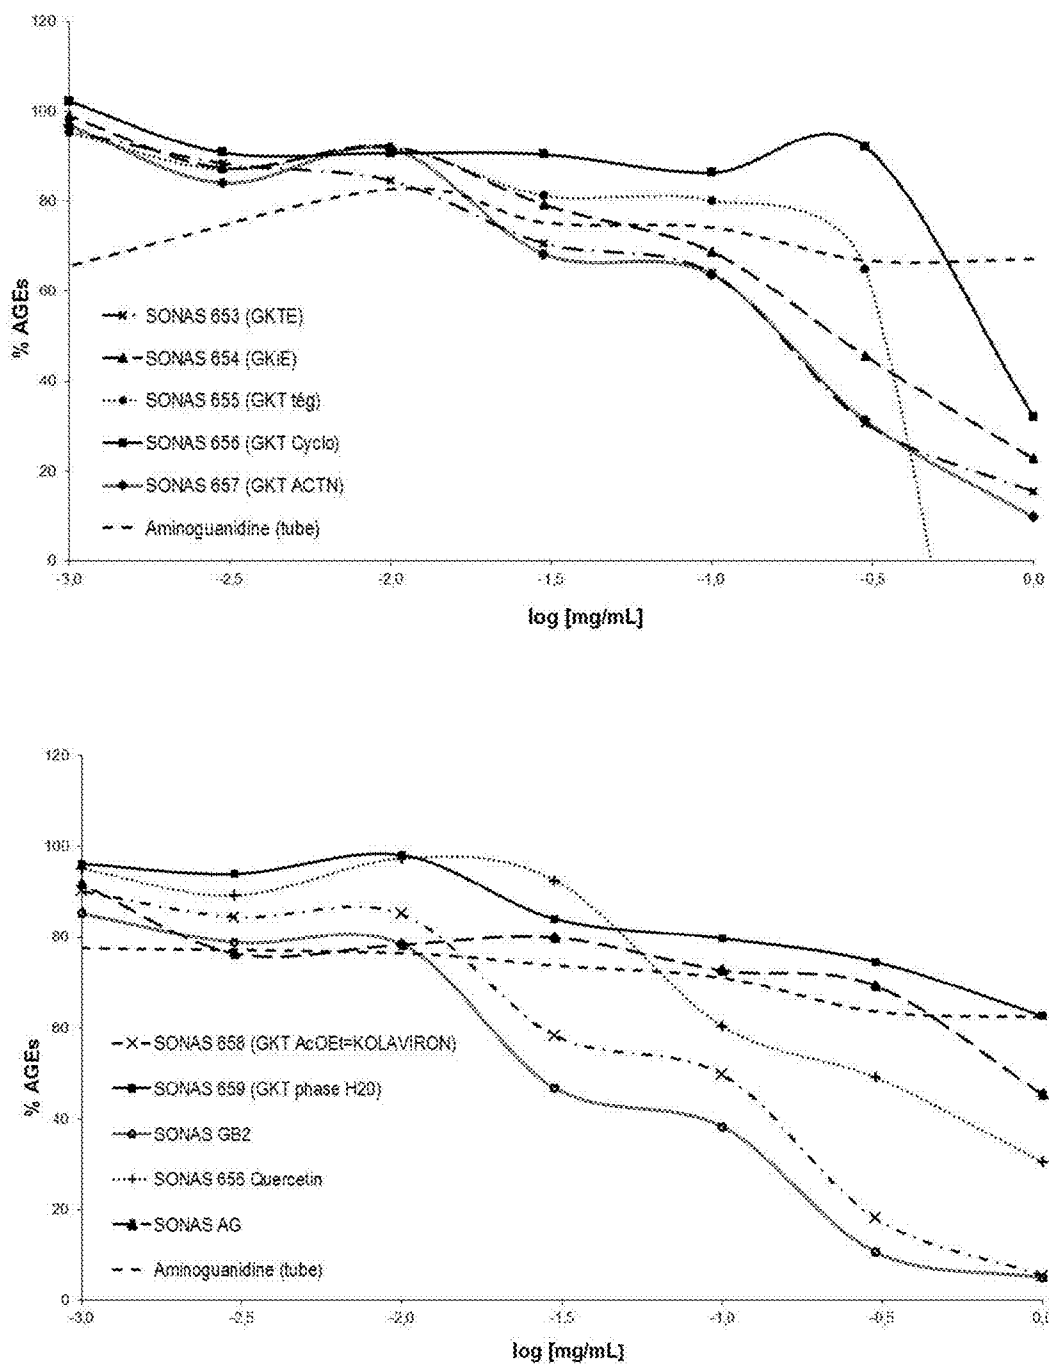 120
100
80
60
40
20
0
% AGEs
SONAS 653 (GKTE)
SONAS 654 (GKiE)
SONAS 655 (GKT tég)
SONAS 656 (GKT Cyclo)
SONAS 657 (GKT ACTN)
Aminoguanidine (tube)
-3,0 -2,5 -2,0 -1,5 -1,0 -0,5 0,0
log [mg/mL]
120
100
80
60
40
20
0
% AGEs
SONAS 658 (GKT AcOEt=KOLAVIRON)
SONAS 659 (GKT phase H20)
SONAS GB2
SONAS 656 Quercetin
SONAS AG
Aminoguanidine (tube)
-3,0 -2,5 -2,0 -1,5 -1,0 -0,5 0,0
log [mg/mL]